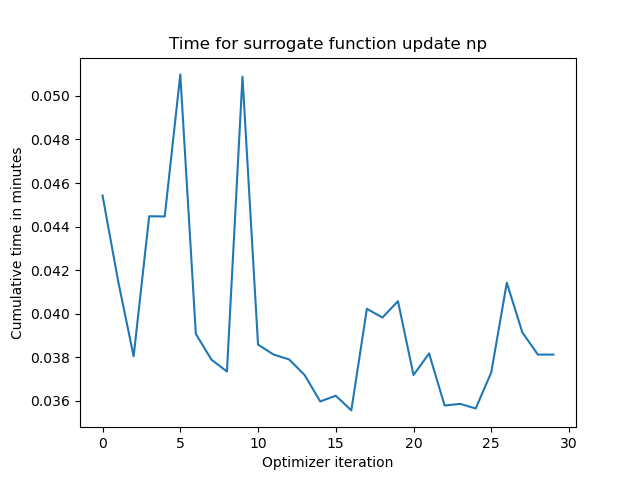 Time for surrogate function update np
0.050
0.048
0.046
0.044
0.042
0.040
0.038
0.036
Cumulative time in minutes
0 5 10 15 20 25 30
Optimizer iteration